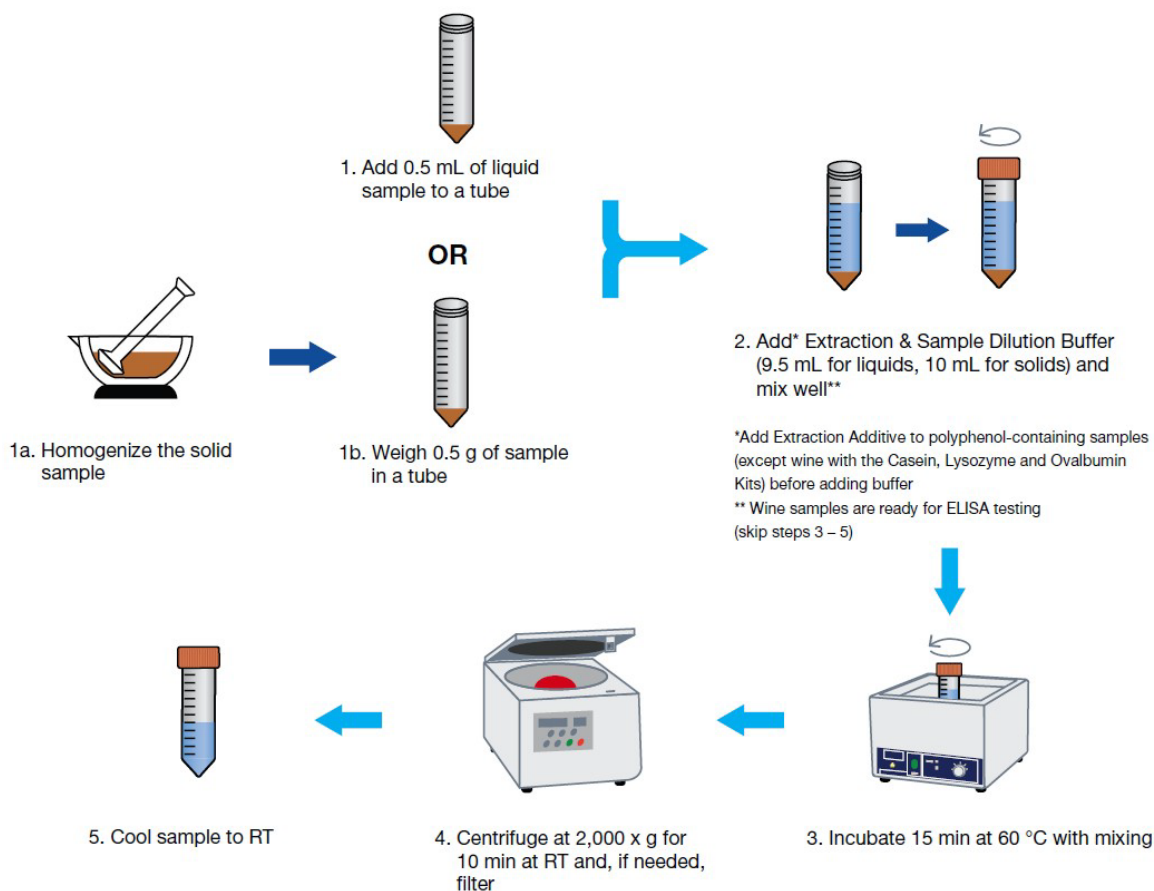 1. Add 0.5 mL of liquid
sample to a tube
OR
1a. Homogenize the solid
sample
1b. Weigh 0.5 g of sample
in a tube
2. Add* Extraction & Sample Dilution Buffer
(9.5 mL for liquids, 10 mL for solids) and
mix well**
*Add Extraction Additive to polyphenol-containing samples
(except wine with the Casein, Lysozyme and Ovalbumin
Kits) before adding buffer
** Wine samples are ready for ELISA testing
(skip steps 3 – 5)
3. Incubate 15 min at 60 °C with mixing
4. Centrifuge at 2,000 x g for
10 min at RT and, if needed,
filter
5. Cool sample to RT